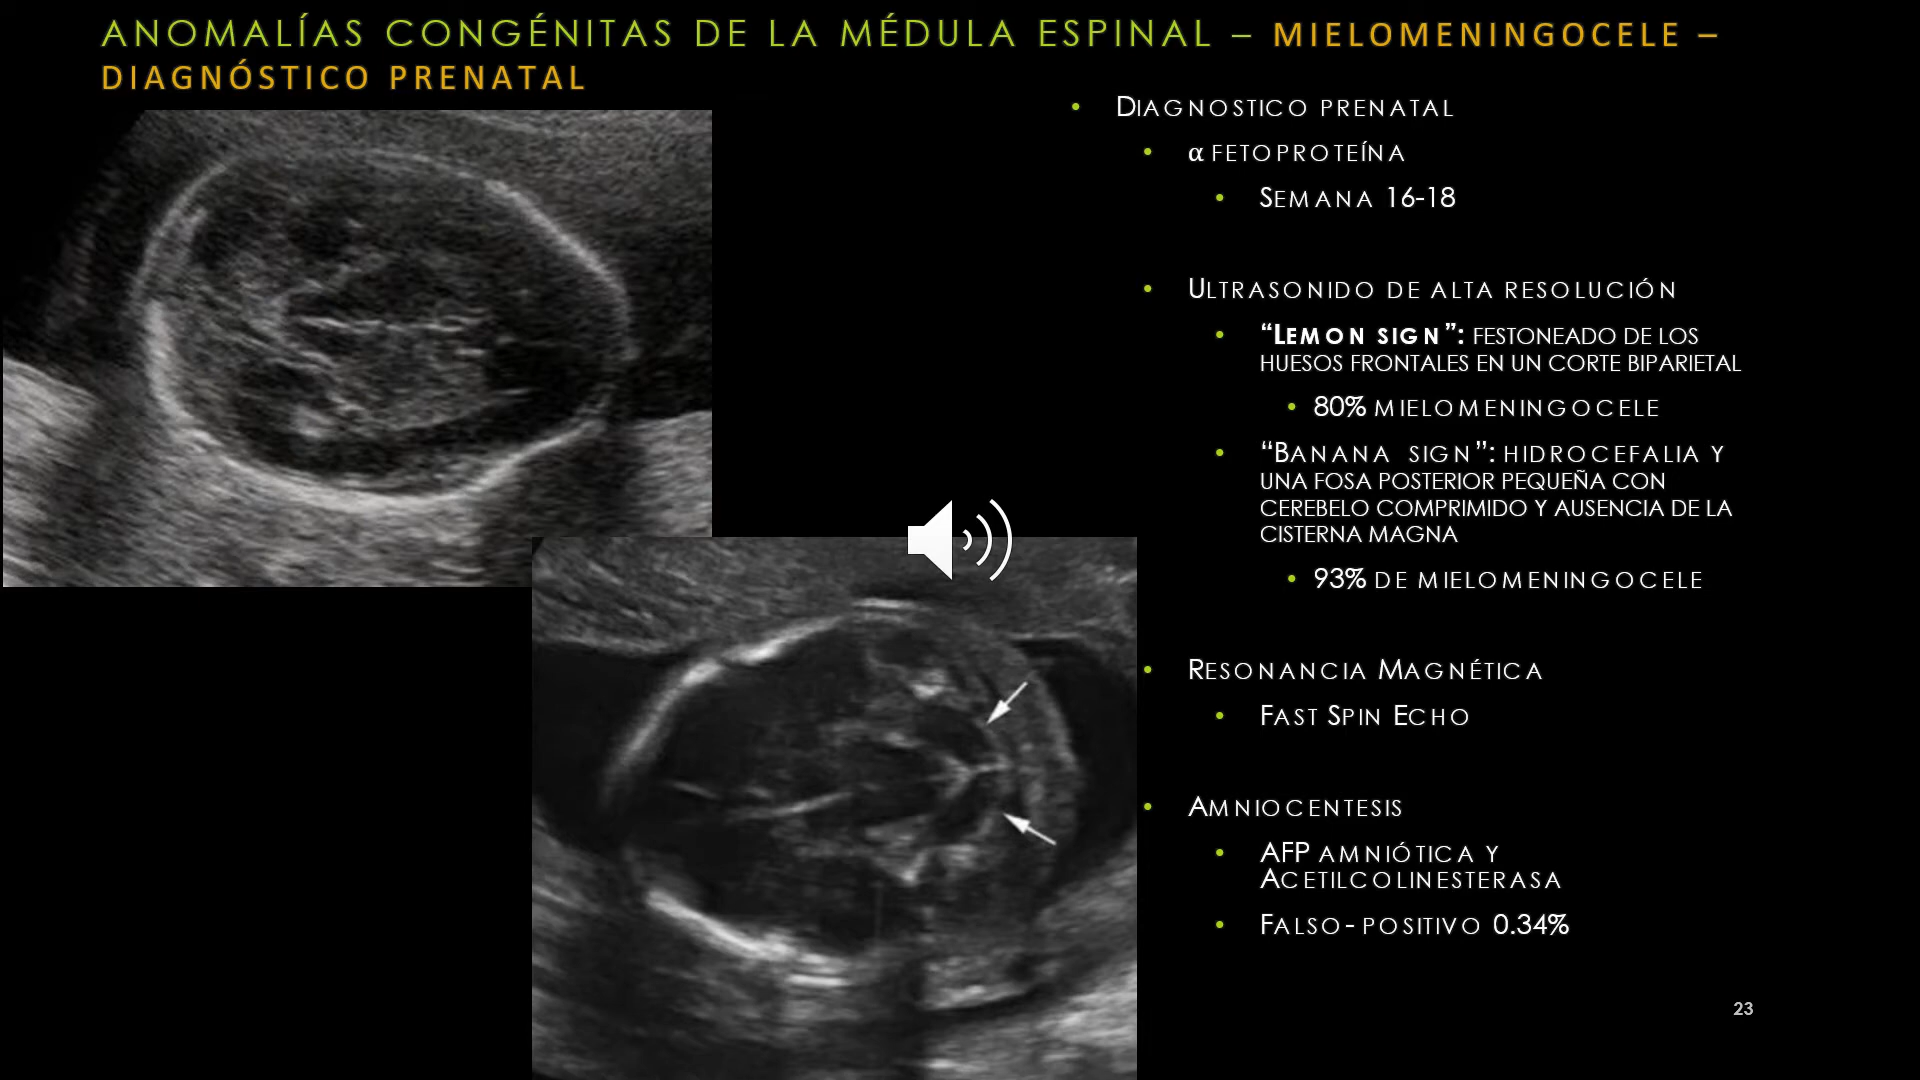 ANOMALÍAS CONGÉNITAS DE LA MÉDULA ESPINAL – MIELOMENINGOCELE –
DIAGNÓSTICO PRENATAL
• DIAGNOSTICO PRENATAL
• α FETOPROTEÍNA
• SEMANA 16-18
• ULTRASONIDO DE ALTA RESOLUCIÓN
• “LEMON SIGN”: FESTONEADO DE LOS
HUESOS FRONTALES EN UN CORTE BIPARIETAL
• 80% MIELOMENINGOCELE
• “BANANA SIGN”: HIDROCEFALIA Y
UNA FOSA POSTERIOR PEQUEÑA CON
CEREBELO COMPRIMIDO Y AUSENCIA DE LA
CISTERNA MAGNA
• 93% DE MIELOMENINGOCELE
• RESONANCIA MAGNÉTICA
• FAST SPIN ECHO
• AMNIOCENTESIS
• AFP AMNIÓTICA Y
ACETILCOLINESTERASA
• FALSO-POSITIVO 0.34%
23